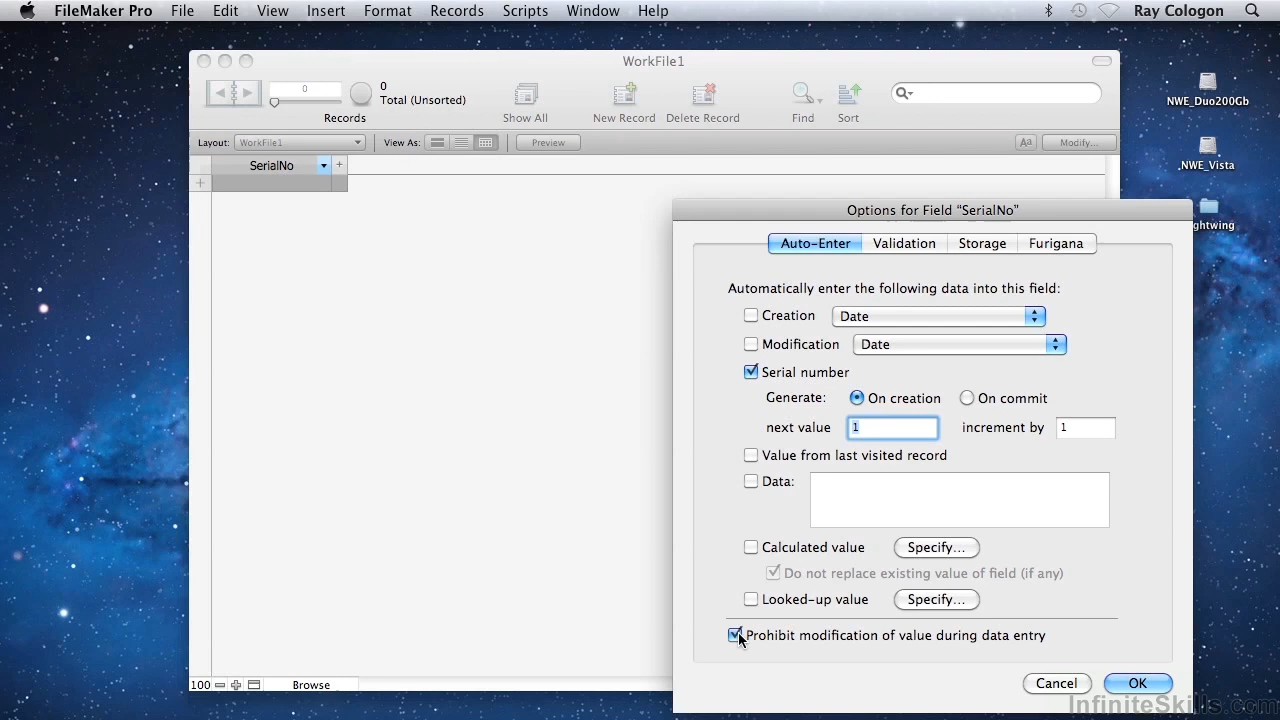 FileMaker Pro File Edit View Insert Format Records Scripts Window Help Ray Cologon
WorkFile1
0
0
Total (Unsorted)
Records Show All New Record Delete Record Find Sort
Layout: WorkFile1 View As: Preview Aa Modify...
SerialNo +
+
NWE_Duo200Gb
NWE_Vista
ghtwing
Options for Field "SerialNo"
Auto-Enter Validation Storage Furigana
Automatically enter the following data into this field:
Creation Date
Modification Date
Serial number
Generate: On creation On commit
next value 1 increment by 1
Value from last visited record
Data:
Calculated value Specify...
Do not replace existing value of field (if any)
Looked-up value Specify...
Prohibit modification of value during data entry
Cancel OK
100 Browse
InfiniteSkills.com